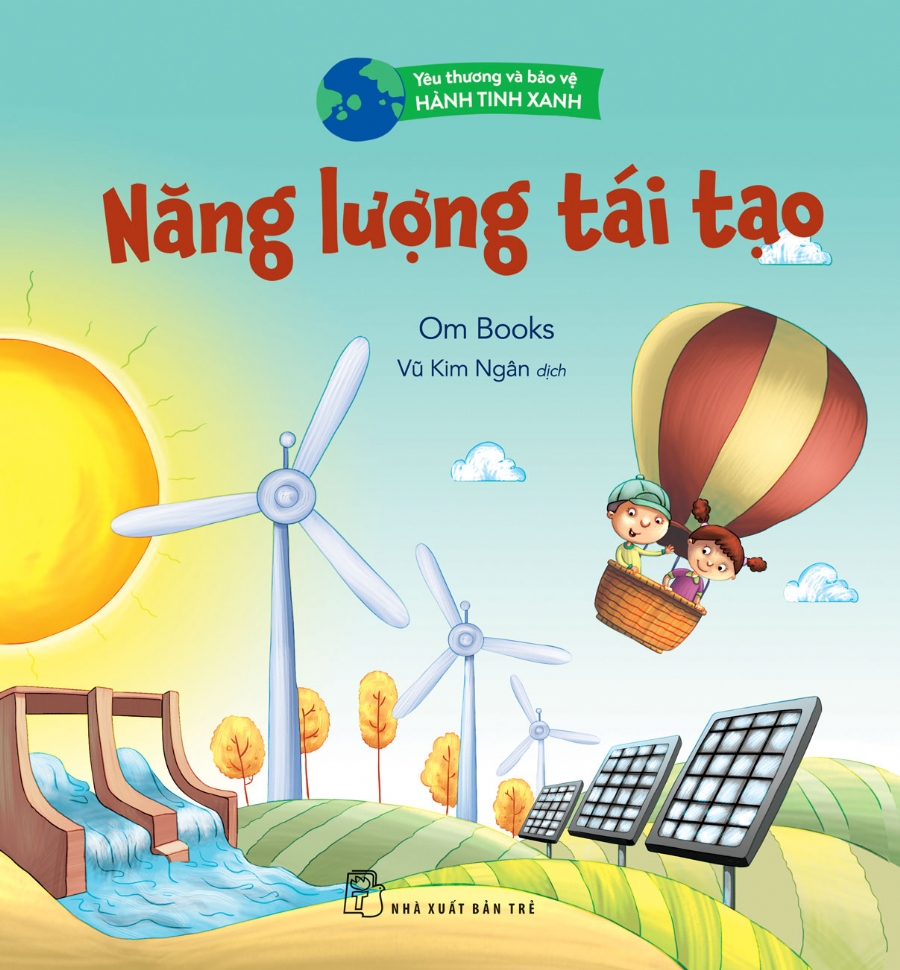 Yêu thương và bảo vệ
HÀNH TINH XANH
Năng lượng tái tạo
Om Books
Vũ Kim Ngân dịch
NHÀ XUẤT BẢN TRẺ